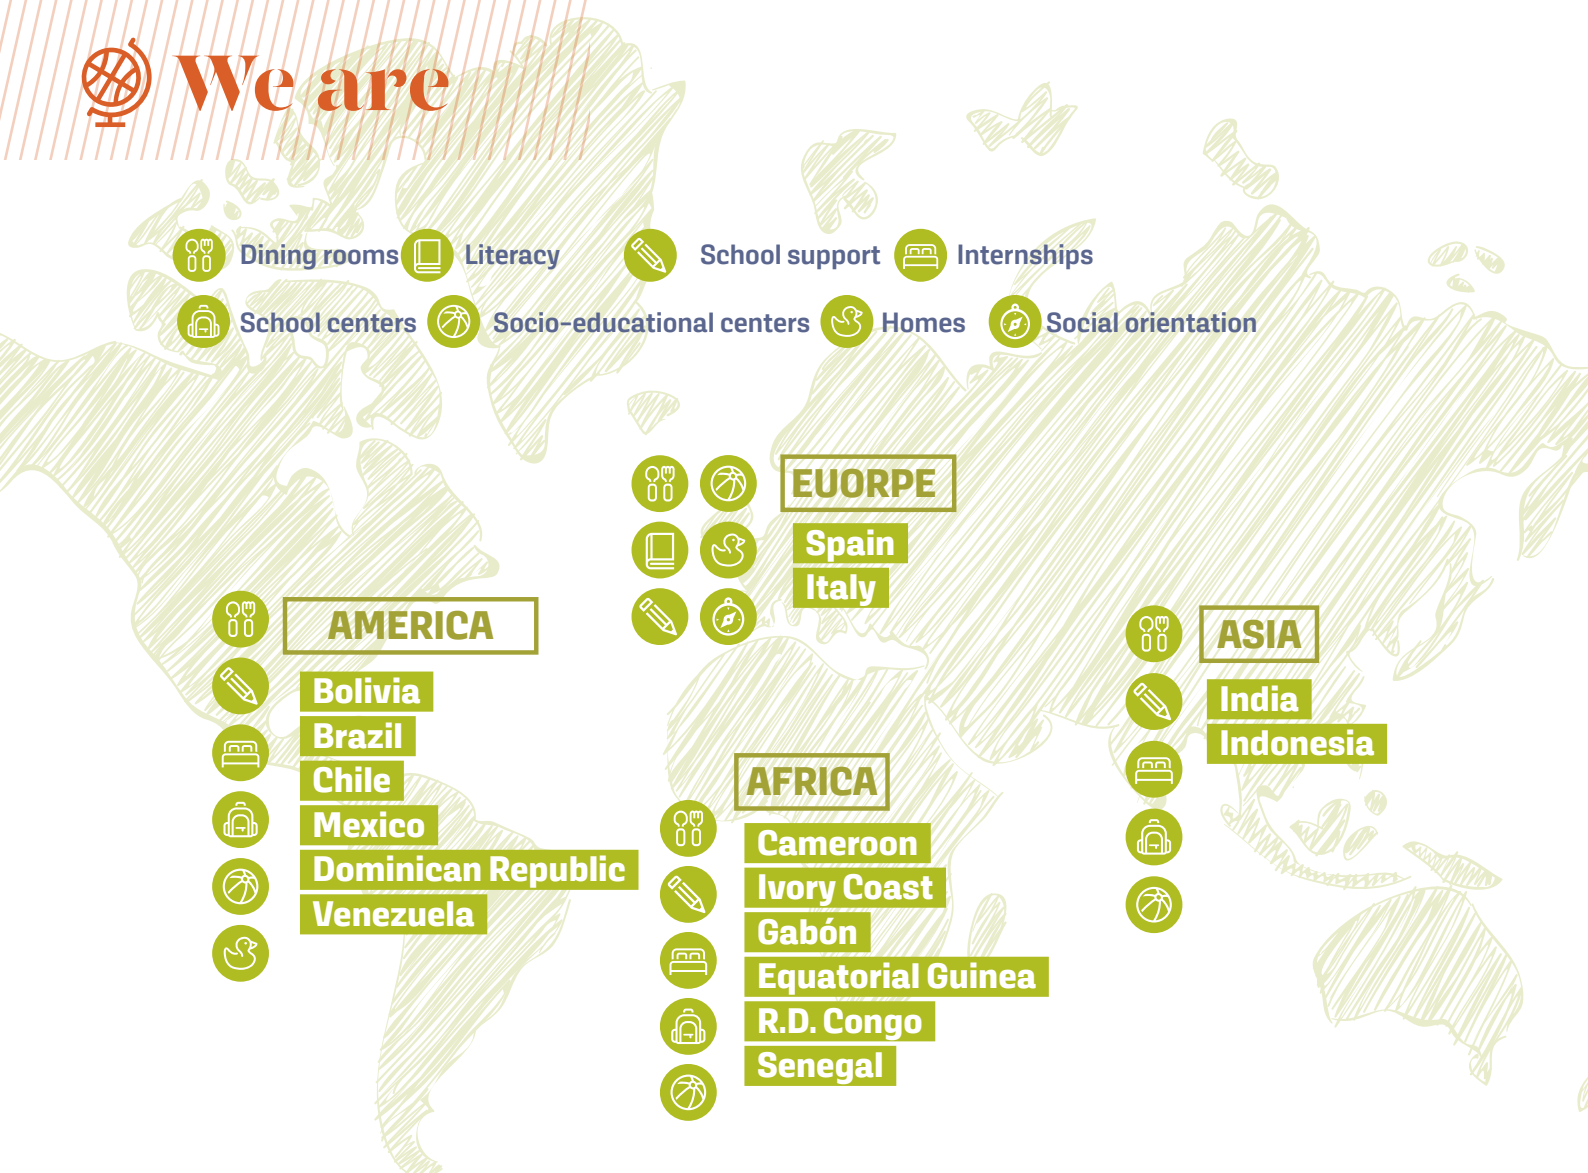 We are
Dining rooms Literacy School support Internships
School centers Socio-educational centers Homes Social orientation
EUORPE
Spain
Italy
AMERICA
Bolivia
Brazil
Chile
Mexico
Dominican Republic
Venezuela
ASIA
India
Indonesia
AFRICA
Cameroon
Ivory Coast
Gabón
Equatorial Guinea
R.D. Congo
Senegal